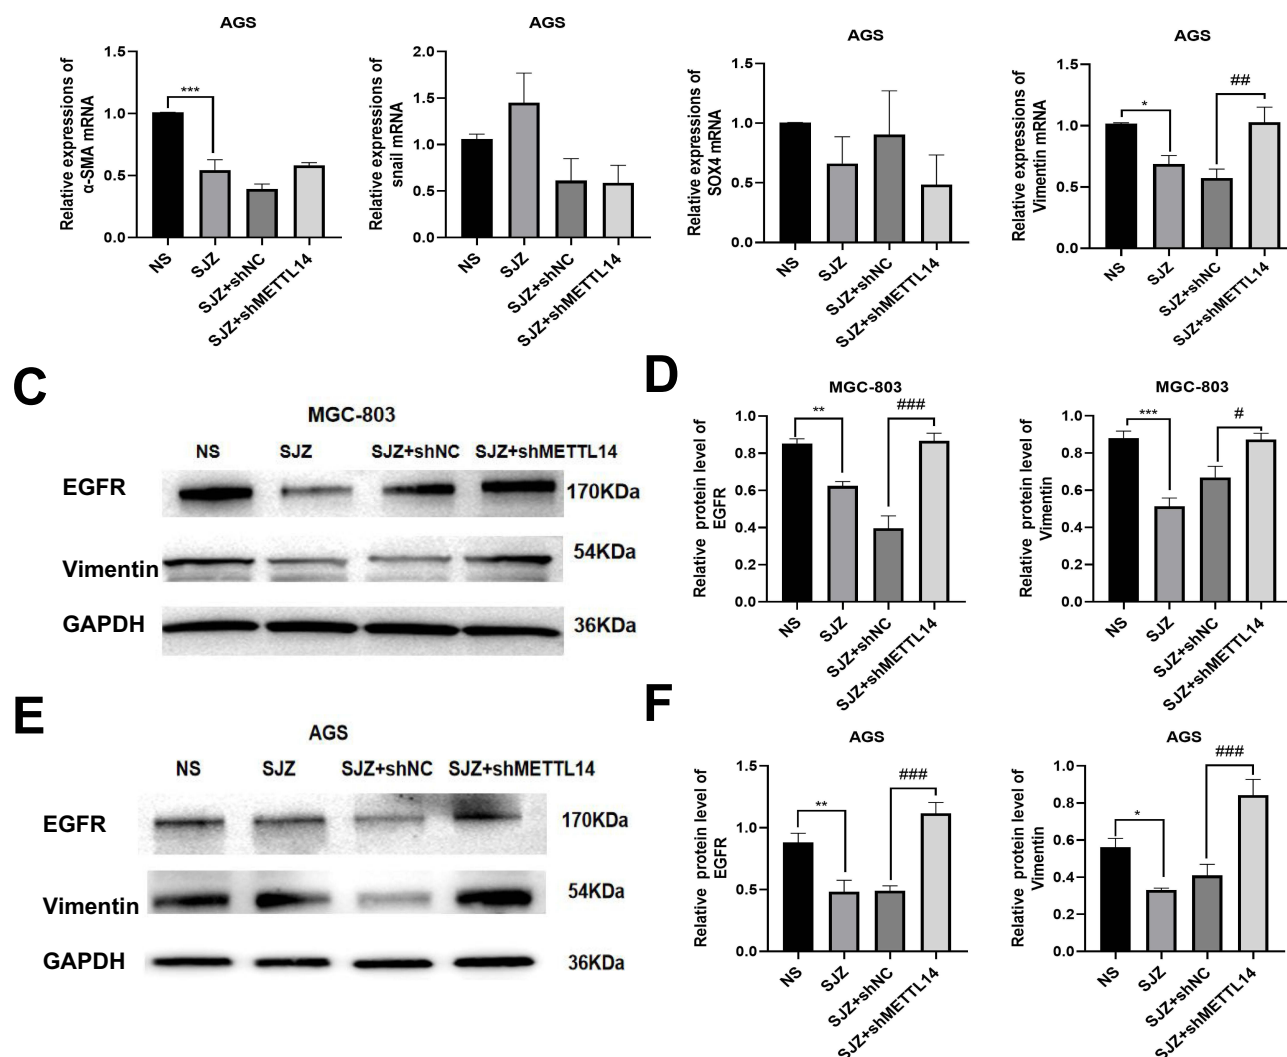 AGS
AGS
AGS
AGS
Relative expressions of
α-SMA mRNA
1.5
1.0
0.5
0.0
***
NS
SJZ
SJZ+shNC
SJZ+shMETTL14
Relative expressions of
snail mRNA
2.0
1.5
1.0
0.5
0.0
NS
SJZ
SJZ+shNC
SJZ+shMETTL14
Relative expressions of
SOX4 mRNA
1.5
1.0
0.5
0.0
NS
SJZ
SJZ+shNC
SJZ+shMETTL14
Relative expressions of
Vimentin mRNA
1.5
1.0
0.5
0.0
*
##
NS
SJZ
SJZ+shNC
SJZ+shMETTL14
C
MGC-803
NS SJZ SJZ+shNC SJZ+shMETTL14
EGFR 170KDa
Vimentin 54KDa
GAPDH 36KDa
D
MGC-803
Relative protein level of
EGFR
1.0
0.8
0.6
0.4
0.2
0.0
**
###
NS
SJZ
SJZ+shNC
SJZ+shMETTL14
MGC-803
Relative protein level of
Vimentin
1.0
0.8
0.6
0.4
0.2
0.0
***
#
NS
SJZ
SJZ+shNC
SJZ+shMETTL14
E
AGS
NS SJZ SJZ+shNC SJZ+shMETTL14
EGFR 170KDa
Vimentin 54KDa
GAPDH 36KDa
F
AGS
Relative protein level of
EGFR
1.5
1.0
0.5
0.0
**
###
NS
SJZ
SJZ+shNC
SJZ+shMETTL14
AGS
Relative protein level of
Vimentin
1.0
0.8
0.6
0.4
0.2
0.0
*
###
NS
SJZ
SJZ+shNC
SJZ+shMETTL14